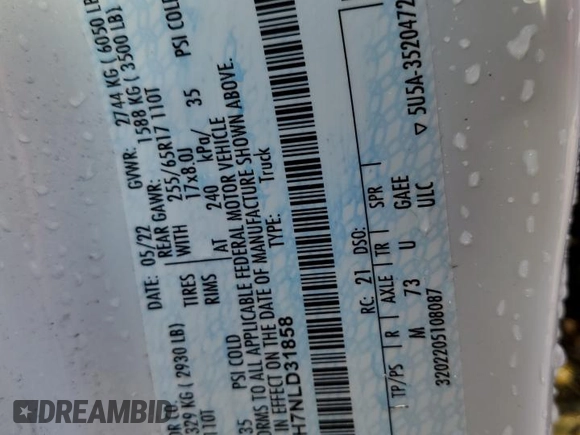 DATE: 05/22 GVWR: 2744 KG ( 6050 LB
REAR GAWR: 1588 KG ( 3500 LB)
329 KG ( 2930 LB) TIRES WITH 255/65R17 110T
110T RIMS 17x8.0J
35 PSI COLD AT 240 kPa/ 35 PSI COLD
ORMS TO ALL APPLICABLE FEDERAL MOTOR VEHICLE
IN EFFECT ON THE DATE OF MANUFACTURE SHOWN ABOVE.
H7NLD31858 TYPE: Truck
RC: 21 DSO:
TP/PS R AXLE TR SPR
M 73 U GAEE
ULC
3202205108087
5U5A-3520472
DREAMBID